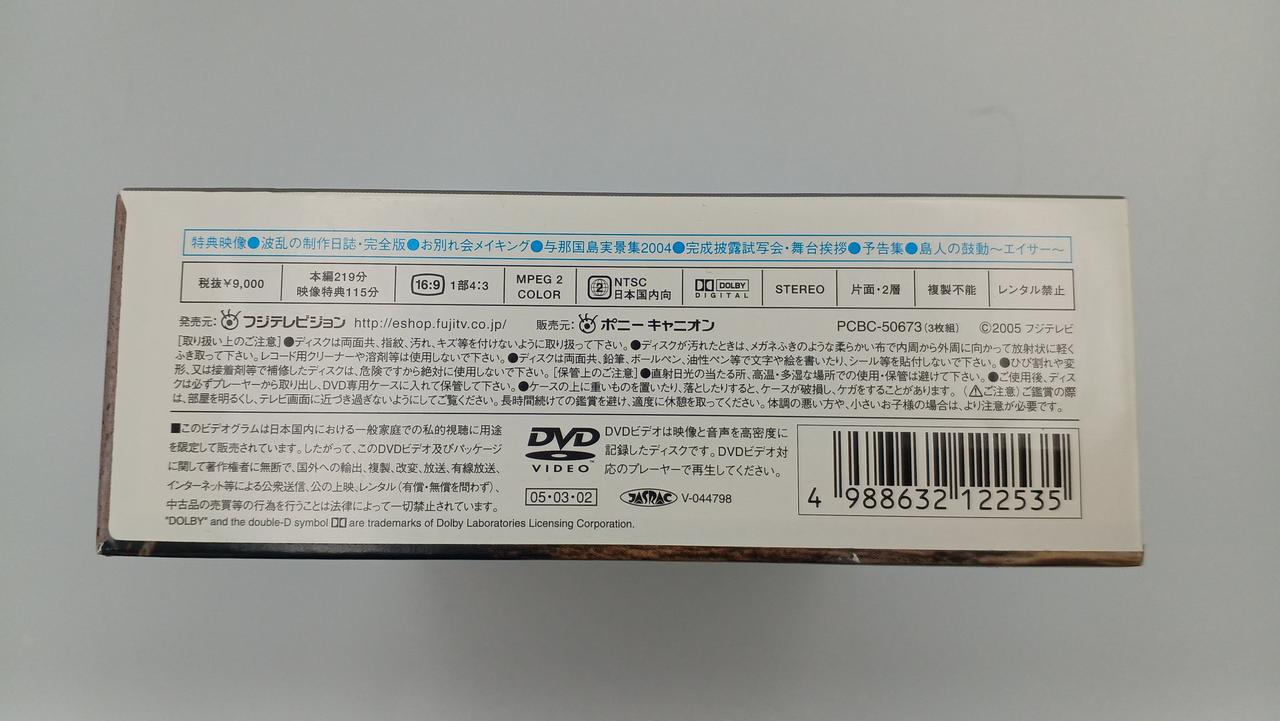 特典映像●波乱の制作日誌・完全版●お別れ会メイキング●与那国島実景集2004●完成披露試写会・舞台挨拶●予告集●島人の鼓動〜エイサー〜
税抜¥9,000 本編219分 映像特典115分 16:9 1部4:3 MPEG 2 COLOR 2 NTSC 日本国内向 DOLBY DIGITAL STEREO 片面・2層 複製不能 レンタル禁止
発売元: フジテレビジョン http://eshop.fujitv.co.jp/ 販売元: ポニーキャニオン PCBC-50673(3枚組) ©2005 フジテレビ
[取り扱い上のご注意]●ディスクは両面共、指紋、汚れ、キズ等を付けないように取り扱って下さい。●ディスクが汚れたときは、メガネふきのような柔らかい布で内周から外周に向かって放射状に軽く
ふき取って下さい。レコード用クリーナーや溶剤等は使用しないで下さい。●ディスクは両面共、鉛筆、ボールペン、油性ペン等で文字や絵を書いたり、シール等を貼付しないで下さい。●ひび割れや変
形、又は接着剤等で補修したディスクは、危険ですから絶対に使用しないで下さい。[保管上のご注意]●直射日光の当たる所、高温・多湿な場所での使用・保管は避けて下さい。●ご使用後、ディス
クは必ずプレーヤーから取り出し、DVD専用ケースに入れて保管して下さい。●ケースの上に重いものを置いたり、落としたりすると、ケースが破損し、ケガをすることがあります。(⚠ご注意)ご鑑賞の際
は、部屋を明るくし、テレビ画面に近づき過ぎないようにしてご覧ください。長時間続けての鑑賞を避け、適度に休憩を取ってください。体調の悪い方や、小さいお子様の場合は、より注意が必要です。
■このビデオグラムは日本国内における一般家庭での私的視聴に用途
を限定して販売されています。したがって、このDVDビデオ及びパッケージ
に関して著作権者に無断で、国外への輸出、複製、改変、放送、有線放送、
インターネット等による公衆送信、公の上映、レンタル(有償・無償を問わず)、
中古品の売買等の行為を行うことは法律によって一切禁止されています。
"DOLBY" and the double-D symbol are trademarks of Dolby Laboratories Licensing Corporation.
DVD VIDEO™
DVDビデオは映像と音声を高密度に
記録したディスクです。DVDビデオ対
応のプレーヤーで再生してください。
05・03・02 JASRAC V-044798
4 988632 122535